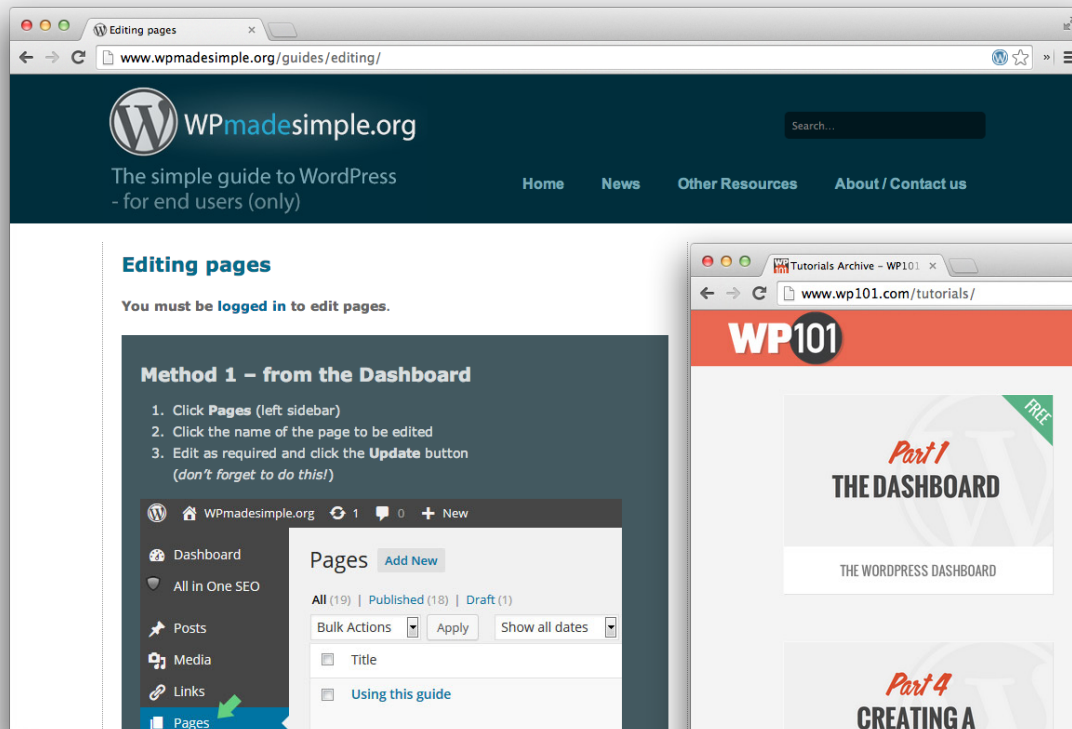 Editing pages
www.wpmadesimple.org/guides/editing/
WPmadesimple.org
Search...
The simple guide to WordPress
- for end users (only)
Home News Other Resources About / Contact us
Editing pages
You must be logged in to edit pages.
Method 1 – from the Dashboard
1. Click Pages (left sidebar)
2. Click the name of the page to be edited
3. Edit as required and click the Update button
(don't forget to do this!)
WPmadesimple.org 1 0 + New
Dashboard
All in One SEO
Posts
Media
Links
Pages
Pages Add New
All (19) | Published (18) | Draft (1)
Bulk Actions Apply Show all dates
Title
Using this guide
Tutorials Archive – WP101
www.wp101.com/tutorials/
WP101
FREE
Part 1
THE DASHBOARD
THE WORDPRESS DASHBOARD
Part 4
CREATING A